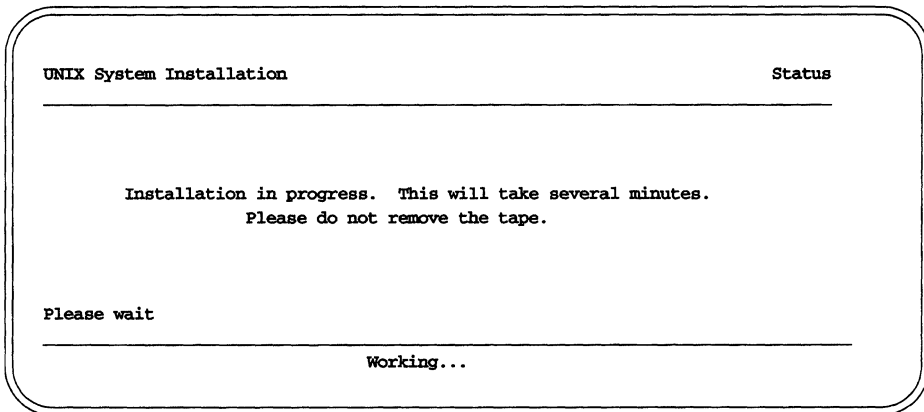 UNIX System Installation Status
Installation in progress. This will take several minutes.
Please do not remove the tape.
Please wait
Working...